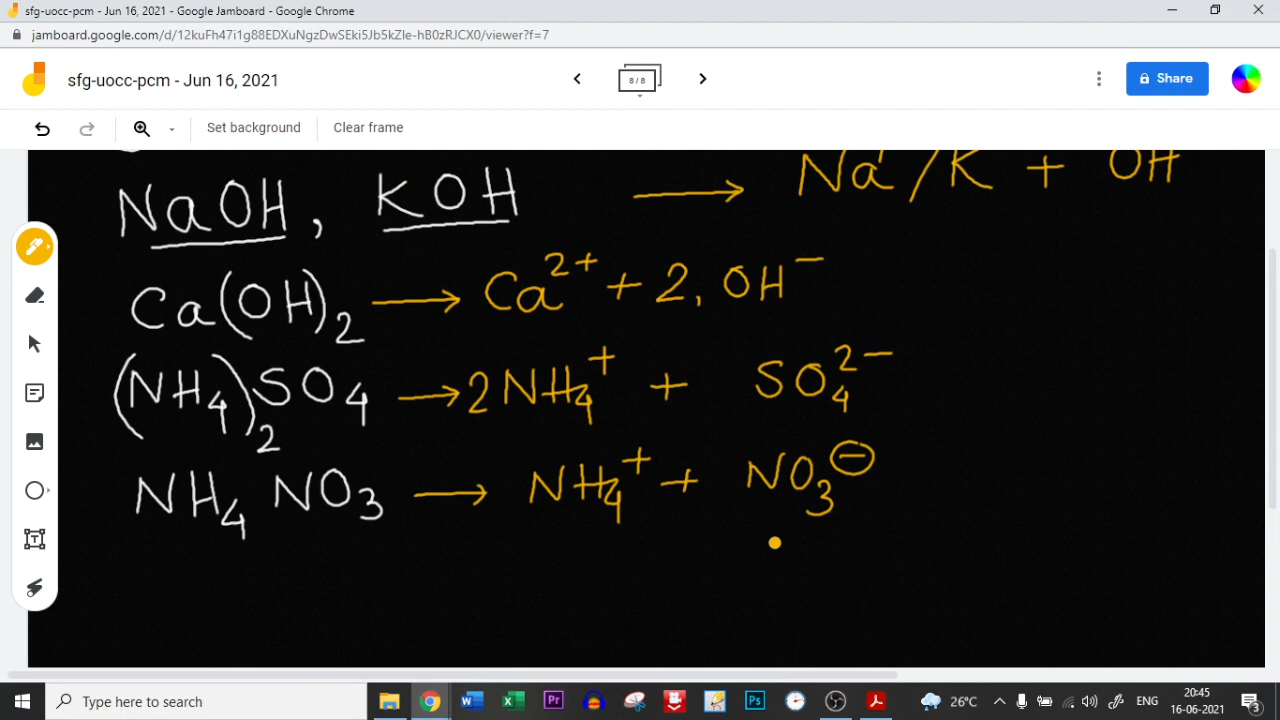 sfg-uocc-pcm - Jun 16, 2021 - Google Jamboard - Google Chrome
jamboard.google.com/d/12kuFh47i1g88EDXuNgzDwSEki5Jb5kZle-hB0zRJCX0/viewer?f=7
sfg-uocc-pcm - Jun 16, 2021
8 / 8
Share
Set background
Clear frame
NaOH, KOH → Na/K + OH
Ca(OH)₂ → Ca²⁺ + 2, OH⁻
(NH₄)₂SO₄ → 2NH₄⁺ + SO₄²⁻
NH₄ NO₃ → NH₄⁺ + NO₃⁻
Type here to search
26°C
ENG
20:45
16-06-2021
3